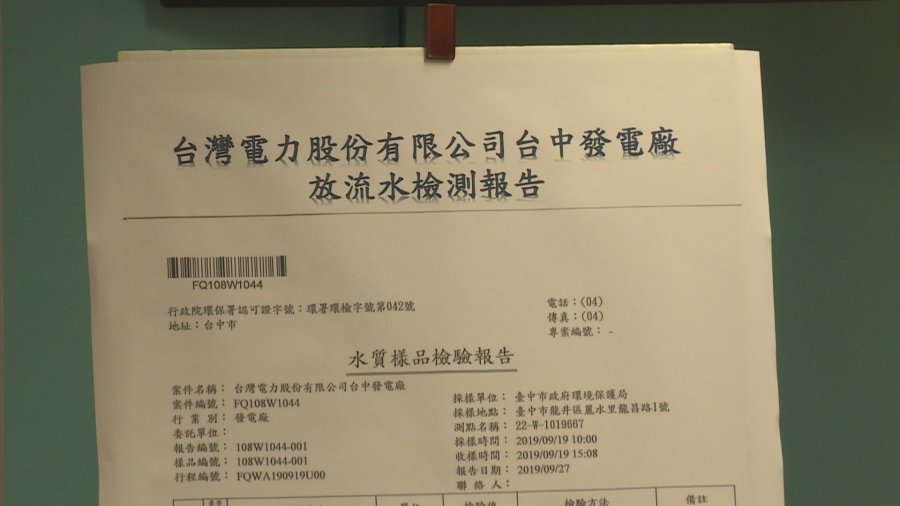 台灣電力股份有限公司台中發電廠
放流水檢測報告
FQ108W1044
行政院環保署認可證字號：環署環檢字號第042號
地址：台中市
電話：(04)
傳真：(04)
專案編號： -
水質樣品檢驗報告
案件名稱： 台灣電力股份有限公司台中發電廠
案件編號： FQ108W1044
行 業 別： 發電廠
委託單位：
報告編號： 108W1044-001
樣品編號： 108W1044-001
行程編號： FQWA190919U00
採樣單位： 臺中市政府環境保護局
採樣地點： 臺中市龍井區麗水里龍昌路1號
測點名稱： 22-W-1019667
採樣時間： 2019/09/19 10:00
收樣時間： 2019/09/19 15:08
報告日期： 2019/09/27
聯 絡 人：
檢驗值 檢驗方法 備註